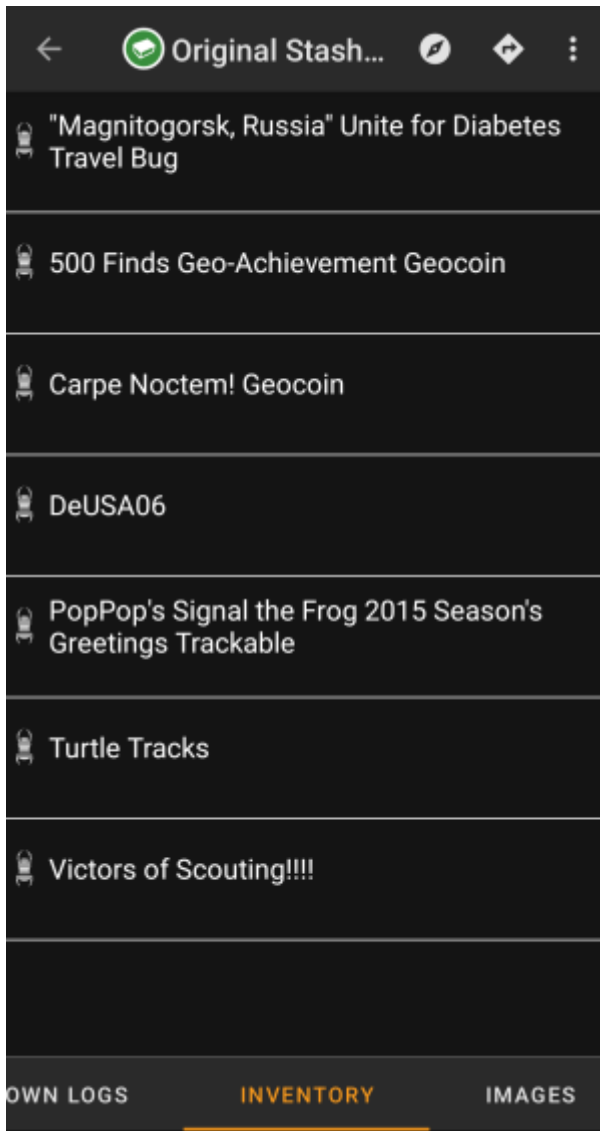 Original Stash...
"Magnitogorsk, Russia" Unite for Diabetes
Travel Bug
500 Finds Geo-Achievement Geocoin
Carpe Noctem! Geocoin
DeUSA06
PopPop's Signal the Frog 2015 Season's
Greetings Trackable
Turtle Tracks
Victors of Scouting!!!!
OWN LOGS INVENTORY IMAGES